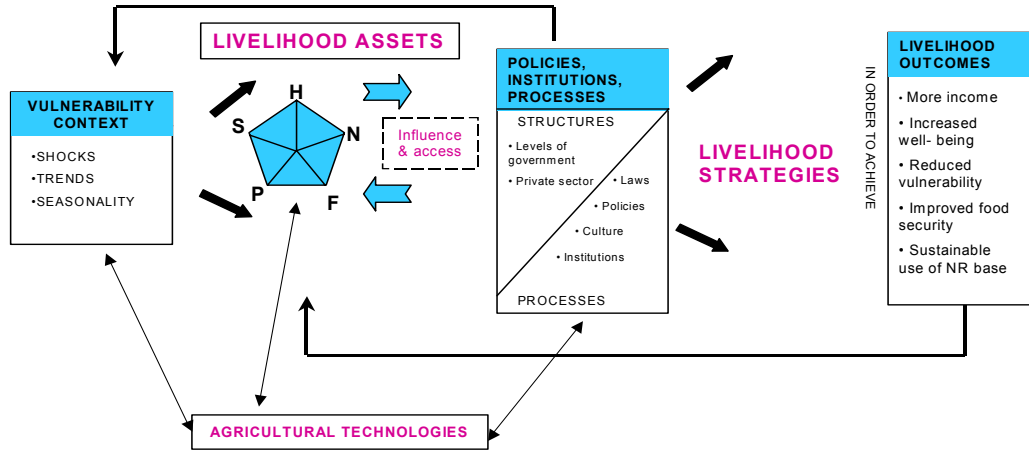 LIVELIHOOD ASSETS
VULNERABILITY
CONTEXT
•SHOCKS
•TRENDS
•SEASONALITY
H
S
N
P
F
Influence
& access
POLICIES,
INSTITUTIONS,
PROCESSES
STRUCTURES
• Levels of
government
• Private sector
• Laws
• Policies
• Culture
• Institutions
PROCESSES
LIVELIHOOD
STRATEGIES
IN ORDER TO ACHIEVE
LIVELIHOOD
OUTCOMES
• More income
• Increased
well- being
• Reduced
vulnerability
• Improved food
security
• Sustainable
use of NR base
AGRICULTURAL TECHNOLOGIES